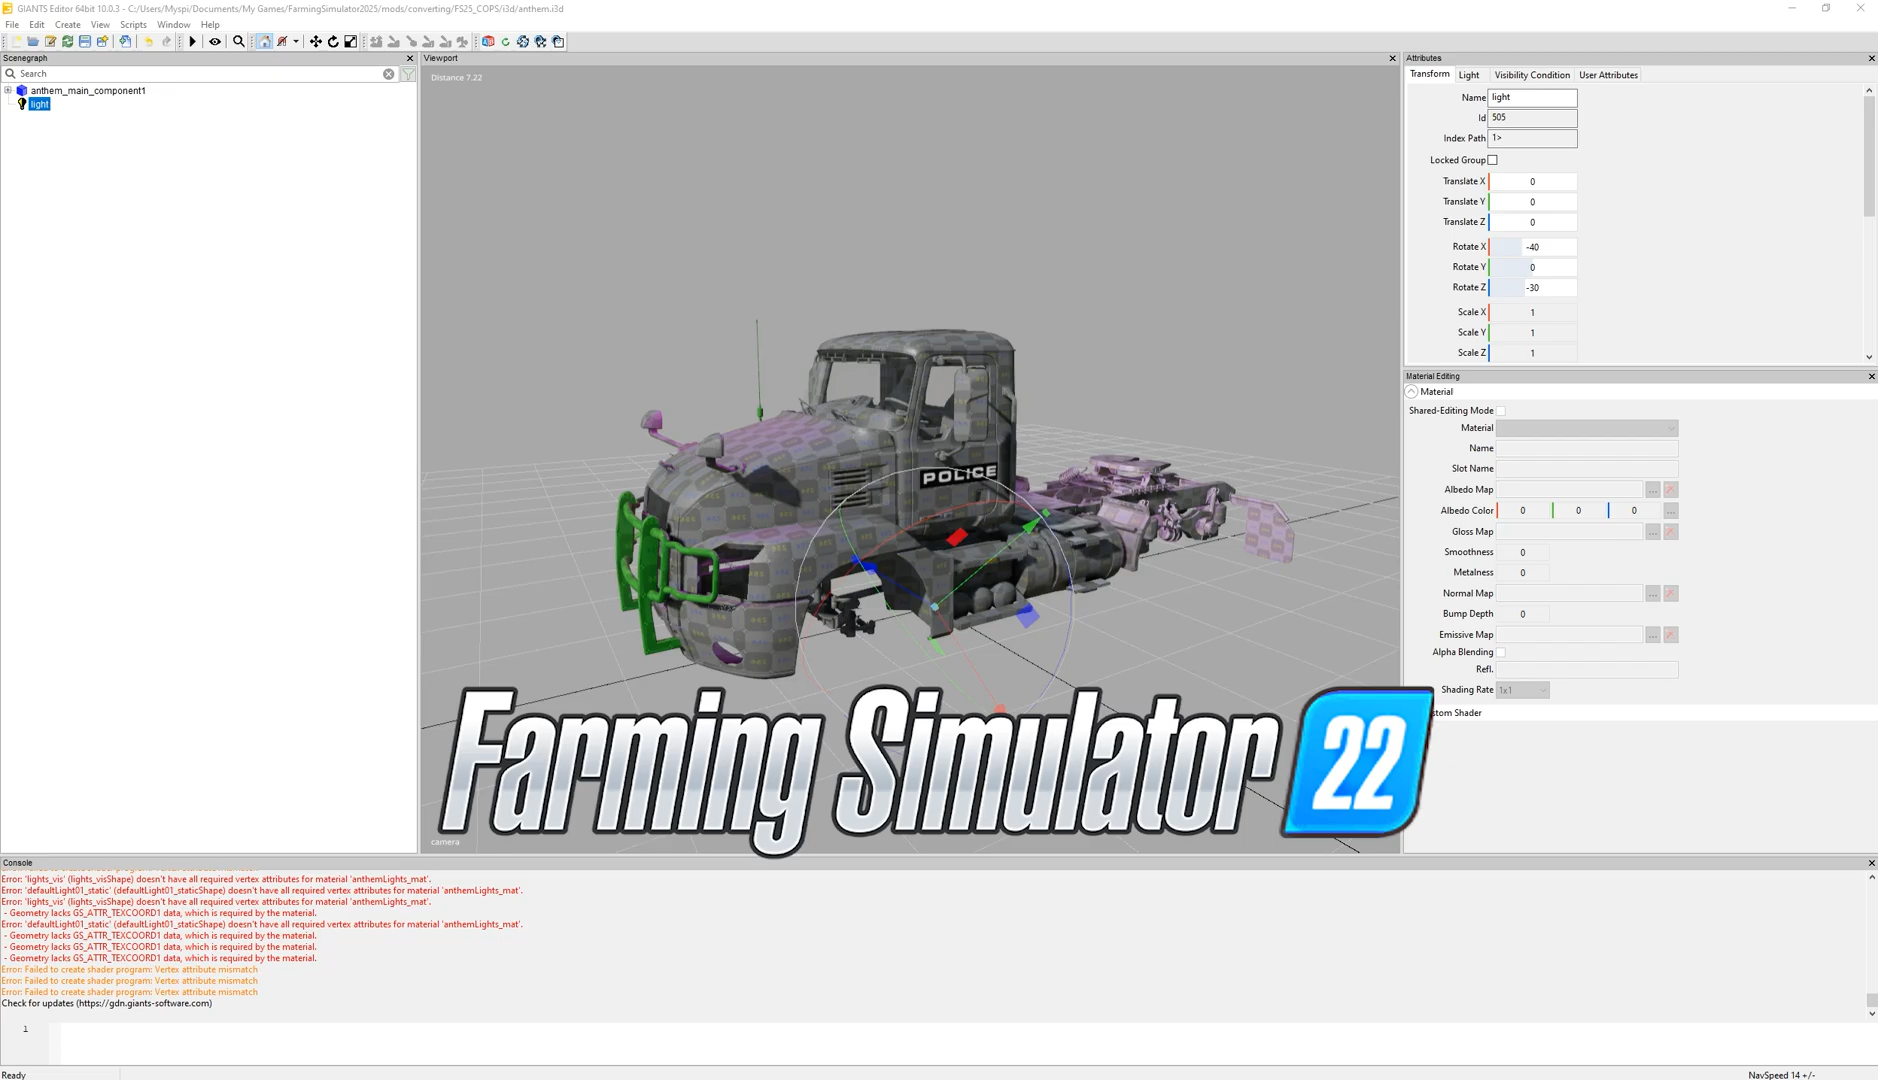 GIANTS Editor 64bit 10.0.3 - C:/Users/Myspi/Documents/My Games/FarmingSimulator2025/mods/converting/FS25_COPS/i3d/anthem.i3d
File Edit Create View Scripts Window Help
Scenegraph
Search
anthem_main_component1
light
Viewport
Distance 7.22
POLICE
Farming Simulator 22
camera
Attributes
Transform Light Visibility Condition User Attributes
Name light
Id 505
Index Path 1>
Locked Group
Translate X 0
Translate Y 0
Translate Z 0
Rotate X -40
Rotate Y 0
Rotate Z -30
Scale X 1
Scale Y 1
Scale Z 1
Material Editing
Material
Shared-Editing Mode
Material
Name
Slot Name
Albedo Map ...
Albedo Color 0 0 0 ...
Gloss Map ...
Smoothness 0
Metalness 0
Normal Map ...
Bump Depth 0
Emissive Map ...
Alpha Blending
Refl.
Shading Rate 1x1
stom Shader
Console
Error: Failed to create shader program: Vertex attribute mismatch
Error: 'lights_vis' (lights_visShape) doesn't have all required vertex attributes for material 'anthemLights_mat'.
Error: 'defaultLight01_static' (defaultLight01_staticShape) doesn't have all required vertex attributes for material 'anthemLights_mat'.
Error: 'lights_vis' (lights_visShape) doesn't have all required vertex attributes for material 'anthemLights_mat'.
- Geometry lacks GS_ATTR_TEXCOORD1 data, which is required by the material.
Error: 'defaultLight01_static' (defaultLight01_staticShape) doesn't have all required vertex attributes for material 'anthemLights_mat'.
- Geometry lacks GS_ATTR_TEXCOORD1 data, which is required by the material.
- Geometry lacks GS_ATTR_TEXCOORD1 data, which is required by the material.
- Geometry lacks GS_ATTR_TEXCOORD1 data, which is required by the material.
Error: Failed to create shader program: Vertex attribute mismatch
Error: Failed to create shader program: Vertex attribute mismatch
Error: Failed to create shader program: Vertex attribute mismatch
Check for updates (https://gdn.giants-software.com)
1
Ready
NavSpeed 14 +/-